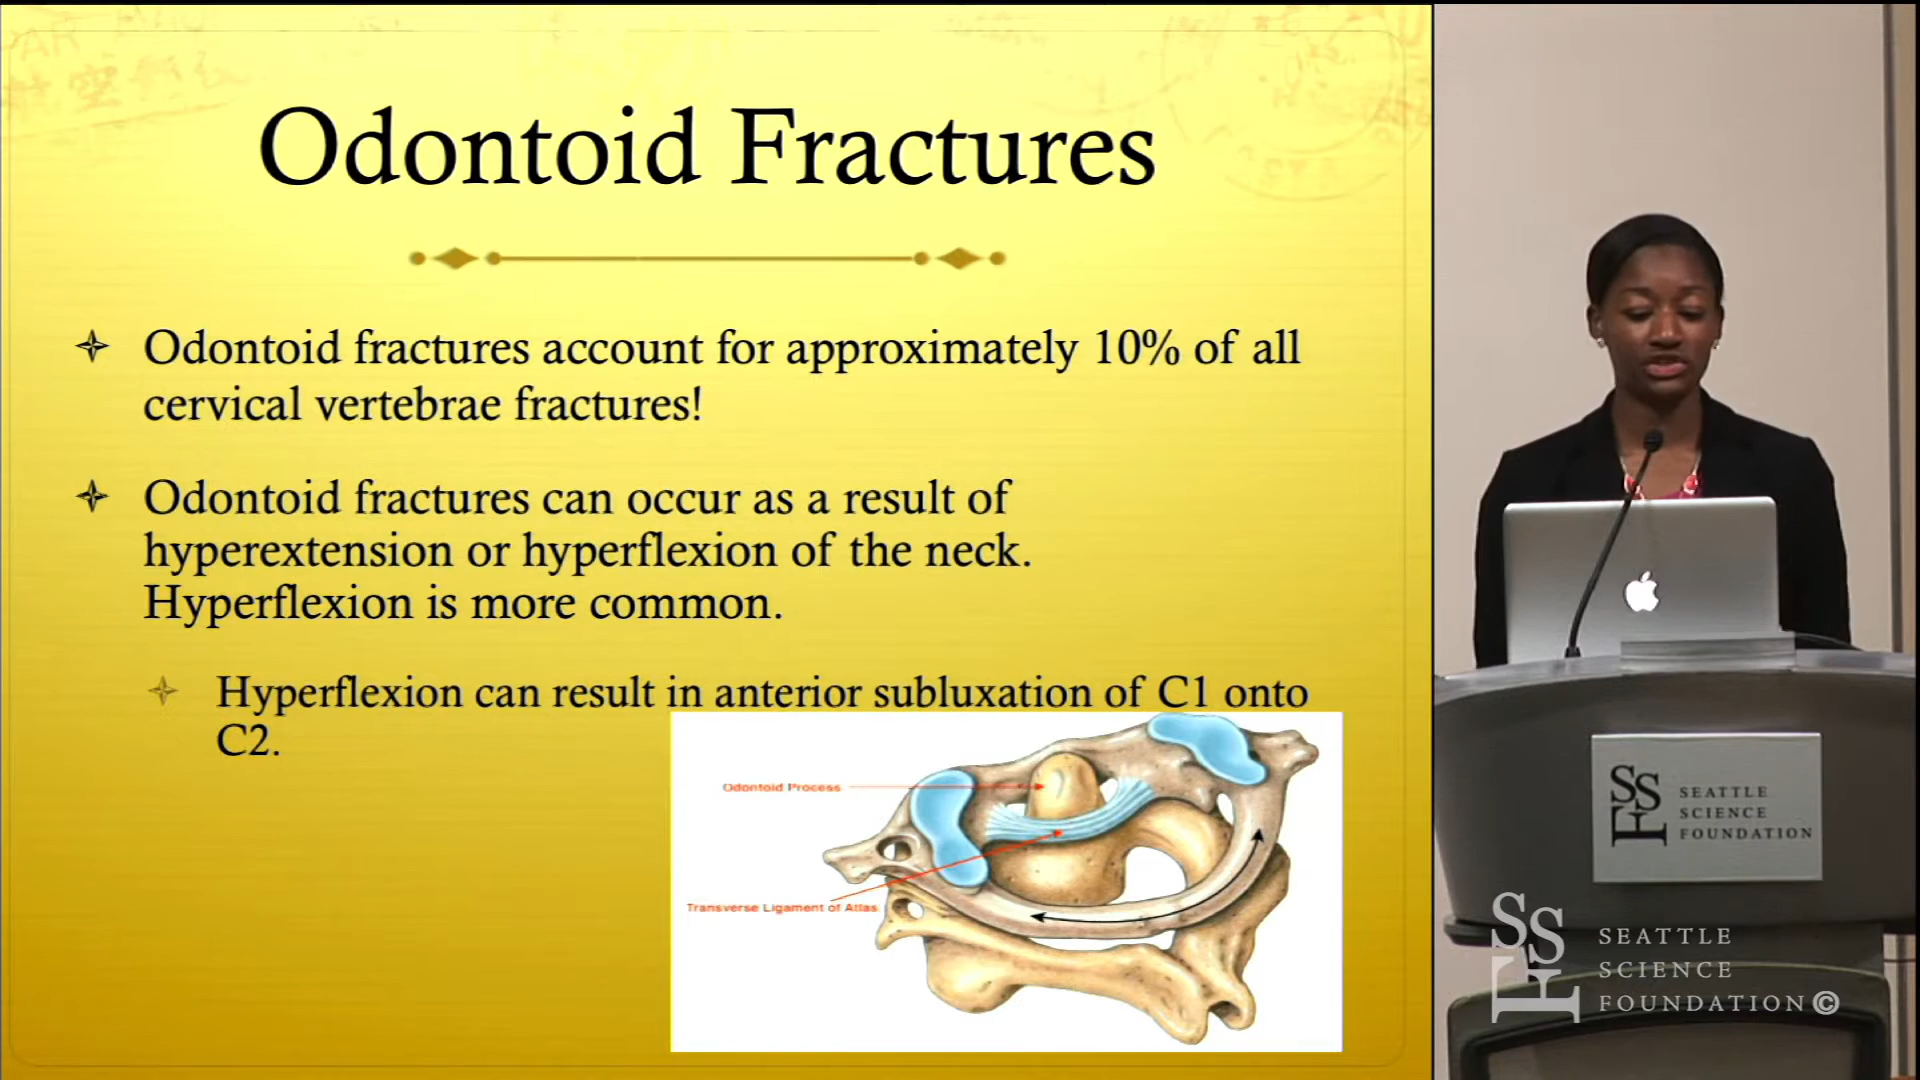 Odontoid Fractures
Odontoid fractures account for approximately 10% of all
cervical vertebrae fractures!
Odontoid fractures can occur as a result of
hyperextension or hyperflexion of the neck.
Hyperflexion is more common.
Hyperflexion can result in anterior subluxation of C1 onto
C2.
Odontoid Process
Transverse Ligament of Atlas
SSF
SEATTLE
SCIENCE
FOUNDATION
SSF
SEATTLE
SCIENCE
FOUNDATION©